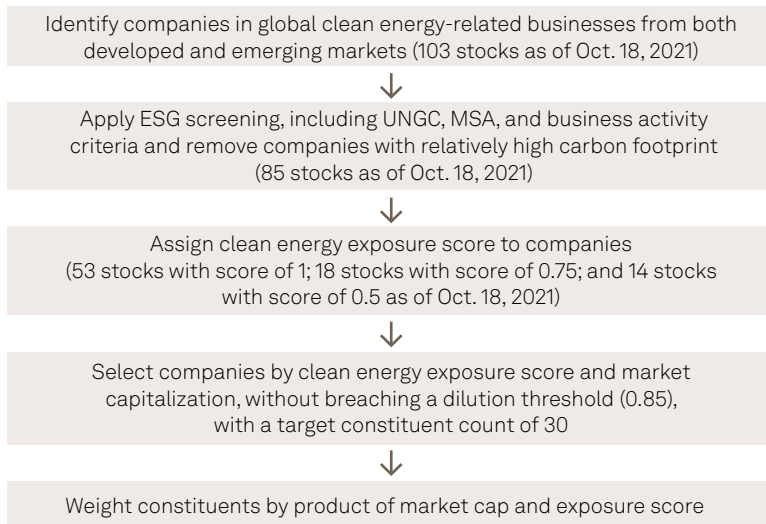 Identify companies in global clean energy-related businesses from both
developed and emerging markets (103 stocks as of Oct. 18, 2021)
Apply ESG screening, including UNGC, MSA, and business activity
criteria and remove companies with relatively high carbon footprint
(85 stocks as of Oct. 18, 2021)
Assign clean energy exposure score to companies
(53 stocks with score of 1; 18 stocks with score of 0.75; and 14 stocks
with score of 0.5 as of Oct. 18, 2021)
Select companies by clean energy exposure score and market
capitalization, without breaching a dilution threshold (0.85),
with a target constituent count of 30
Weight constituents by product of market cap and exposure score